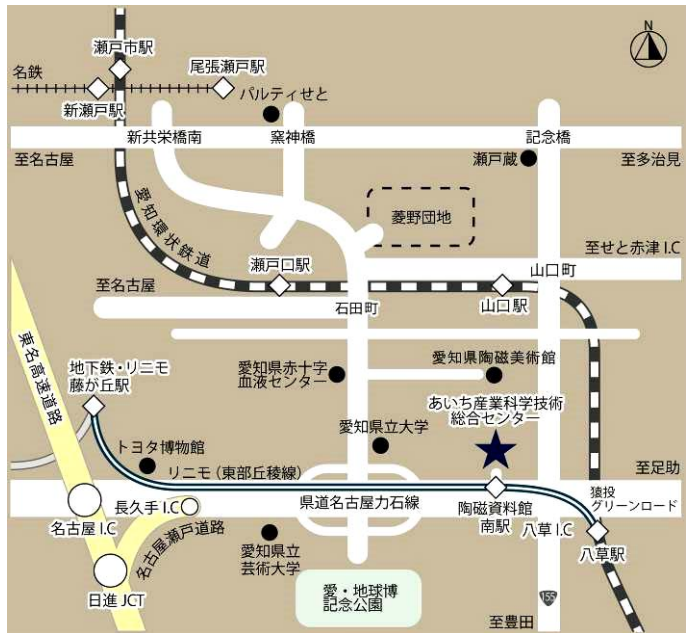 N
瀬戸市駅
名鉄
尾張瀬戸駅
パルティせと
新瀬戸駅
新共栄橋南
窯神橋
記念橋
至名古屋
瀬戸蔵
至多治見
愛知環状鉄道
菱野団地
瀬戸口駅
至せと赤津 I.C
山口町
至名古屋
石田町
山口駅
東名高速道路
地下鉄・リニモ
藤が丘駅
愛知県赤十字
血液センター
愛知県陶磁美術館
あいち産業科学技術
総合センター
愛知県立大学
トヨタ博物館
リニモ（東部丘稜線）
至足助
長久手 I.C
県道名古屋力石線
陶磁資料館
南駅
猿投
グリーンロード
名古屋 I.C
八草 I.C
八草駅
名古屋瀬戸道路
愛知県立
芸術大学
日進 JCT
愛・地球博
記念公園
155
至豊田